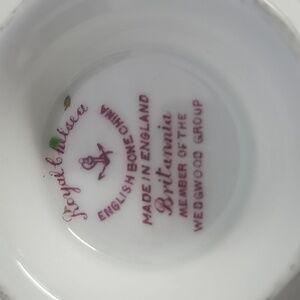 Royal Chelsea
ENGLISH BONE CHINA
MADE IN ENGLAND
Britannia
MEMBER OF THE
WEDGWOOD GROUP